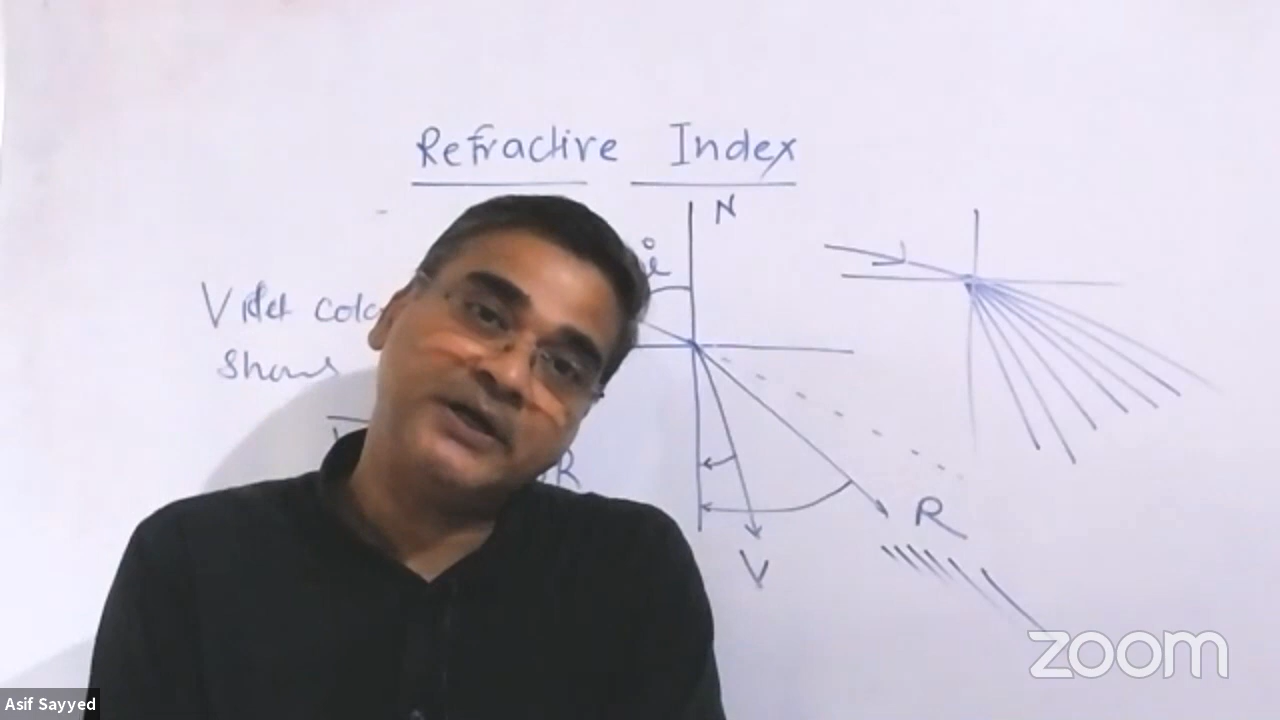 Refractive Index
N
i
Violet colo
Shows
R
R
V
zoom
Asif Sayyed